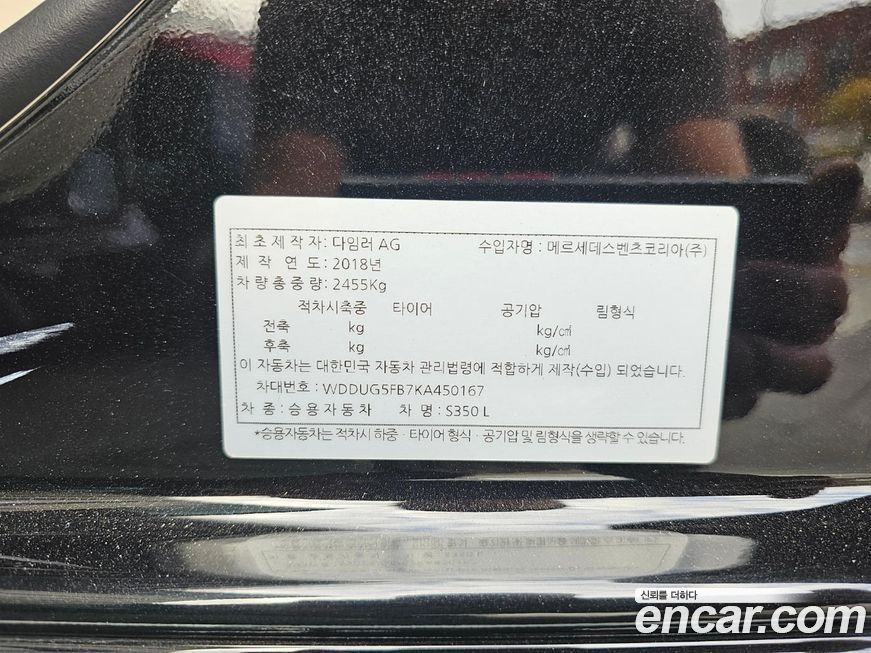 최초제작자: 다임러 AG 수입자명 : 메르세데스벤츠코리아(주)
제 작 연 도: 2018년
차량총중량: 2455Kg
적차시축중 타이어 공기압 림형식
전축 kg kg/㎠
후축 kg kg/㎠
이 자동차는 대한민국 자동차 관리법령에 적합하게 제작(수입) 되었습니다.
차대번호 : WDDUG5FB7KA450167
차 종 : 승용자동차 차 명 : S350 L
*승용자동차는 적차시 하중 · 타이어 형식 · 공기압 및 림형식을 생략할 수 있습니다.
신뢰를 더하다
encar.com